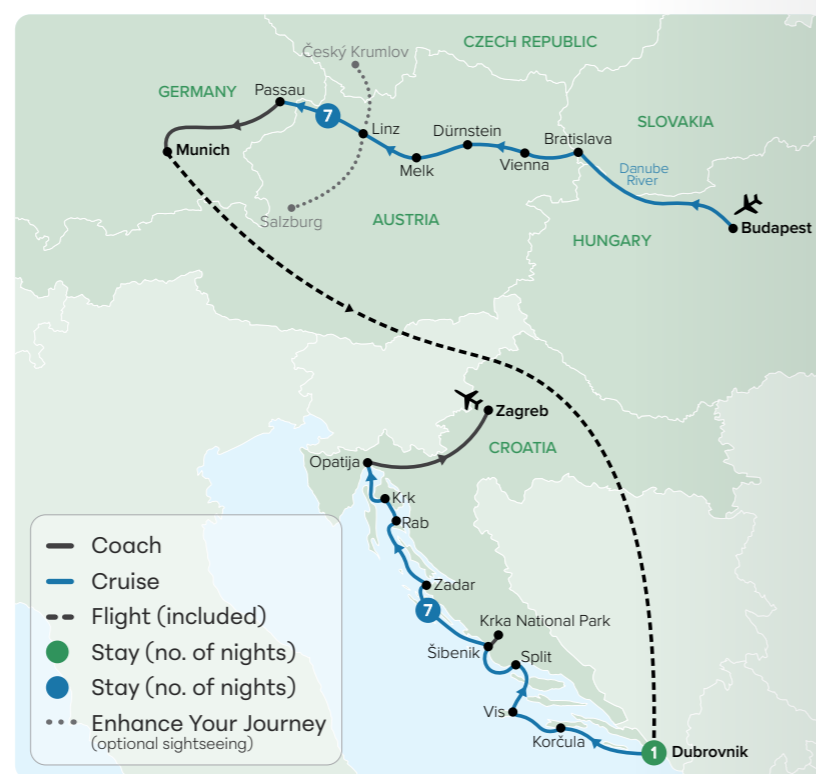 CZECH REPUBLIC
Český Krumlov
GERMANY
Passau
7
Linz
Dürnstein
Bratislava
SLOVAKIA
Munich
Melk
Vienna
Danube
River
Salzburg
AUSTRIA
HUNGARY
Budapest
Zagreb
CROATIA
Opatija
Krk
Rab
Zadar
7
Krka National Park
Šibenik
Split
Vis
Korčula
1
Dubrovnik
Coach
Cruise
Flight (included)
Stay (no. of nights)
Stay (no. of nights)
Enhance Your Journey
(optional sightseeing)